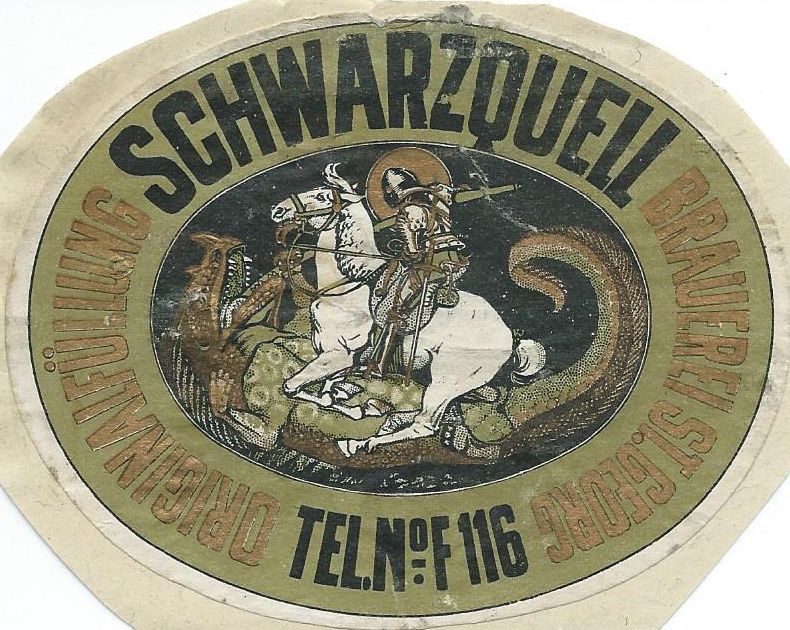 SCHWARZQUELL
BRAUEREI ST. GEORG
TEL. No F 116
ORIGINALFÜLLUNG